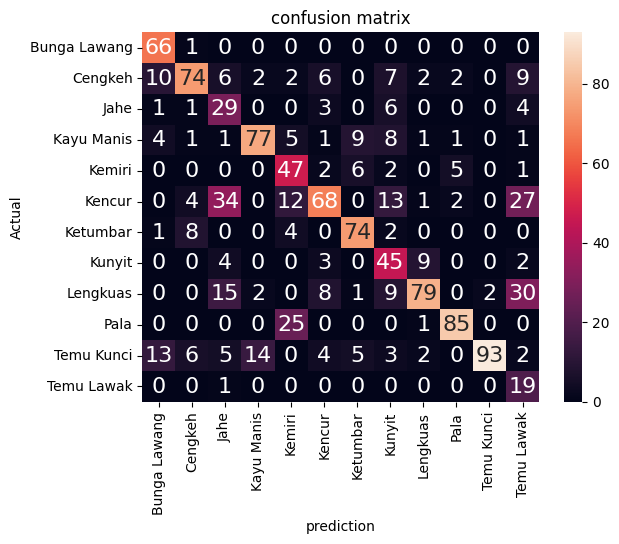 confusion matrix
Bunga Lawang 66 1 0 0 0 0 0 0 0 0 0 0
Cengkeh 10 74 6 2 2 6 0 7 2 2 0 9
Jahe 1 1 29 0 0 3 0 6 0 0 0 4
Kayu Manis 4 1 1 77 5 1 9 8 1 1 0 1
Kemiri 0 0 0 0 47 2 6 2 0 5 0 1
Kencur 0 4 34 0 12 68 0 13 1 2 0 27
Ketumbar 1 8 0 0 4 0 74 2 0 0 0 0
Kunyit 0 0 4 0 0 3 0 45 9 0 0 2
Lengkuas 0 0 15 2 0 8 1 9 79 0 2 30
Pala 0 0 0 0 25 0 0 0 1 85 0 0
Temu Kunci 13 6 5 14 0 4 5 3 2 0 93 2
Temu Lawak 0 0 1 0 0 0 0 0 0 0 0 19
Actual
Bunga Lawang
Cengkeh
Jahe
Kayu Manis
Kemiri
Kencur
Ketumbar
Kunyit
Lengkuas
Pala
Temu Kunci
Temu Lawak
prediction
80
60
40
20
0